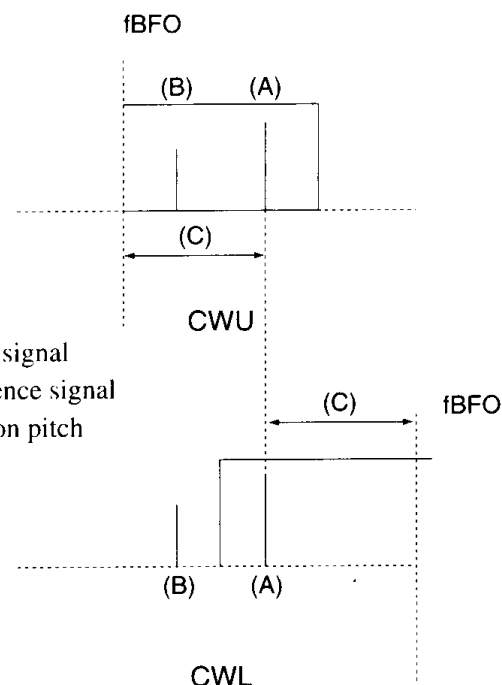 fBFO
(B) (A)
(C)
CWU
signal
ence signal
on pitch
(C) fBFO
(B) (A)
CWL